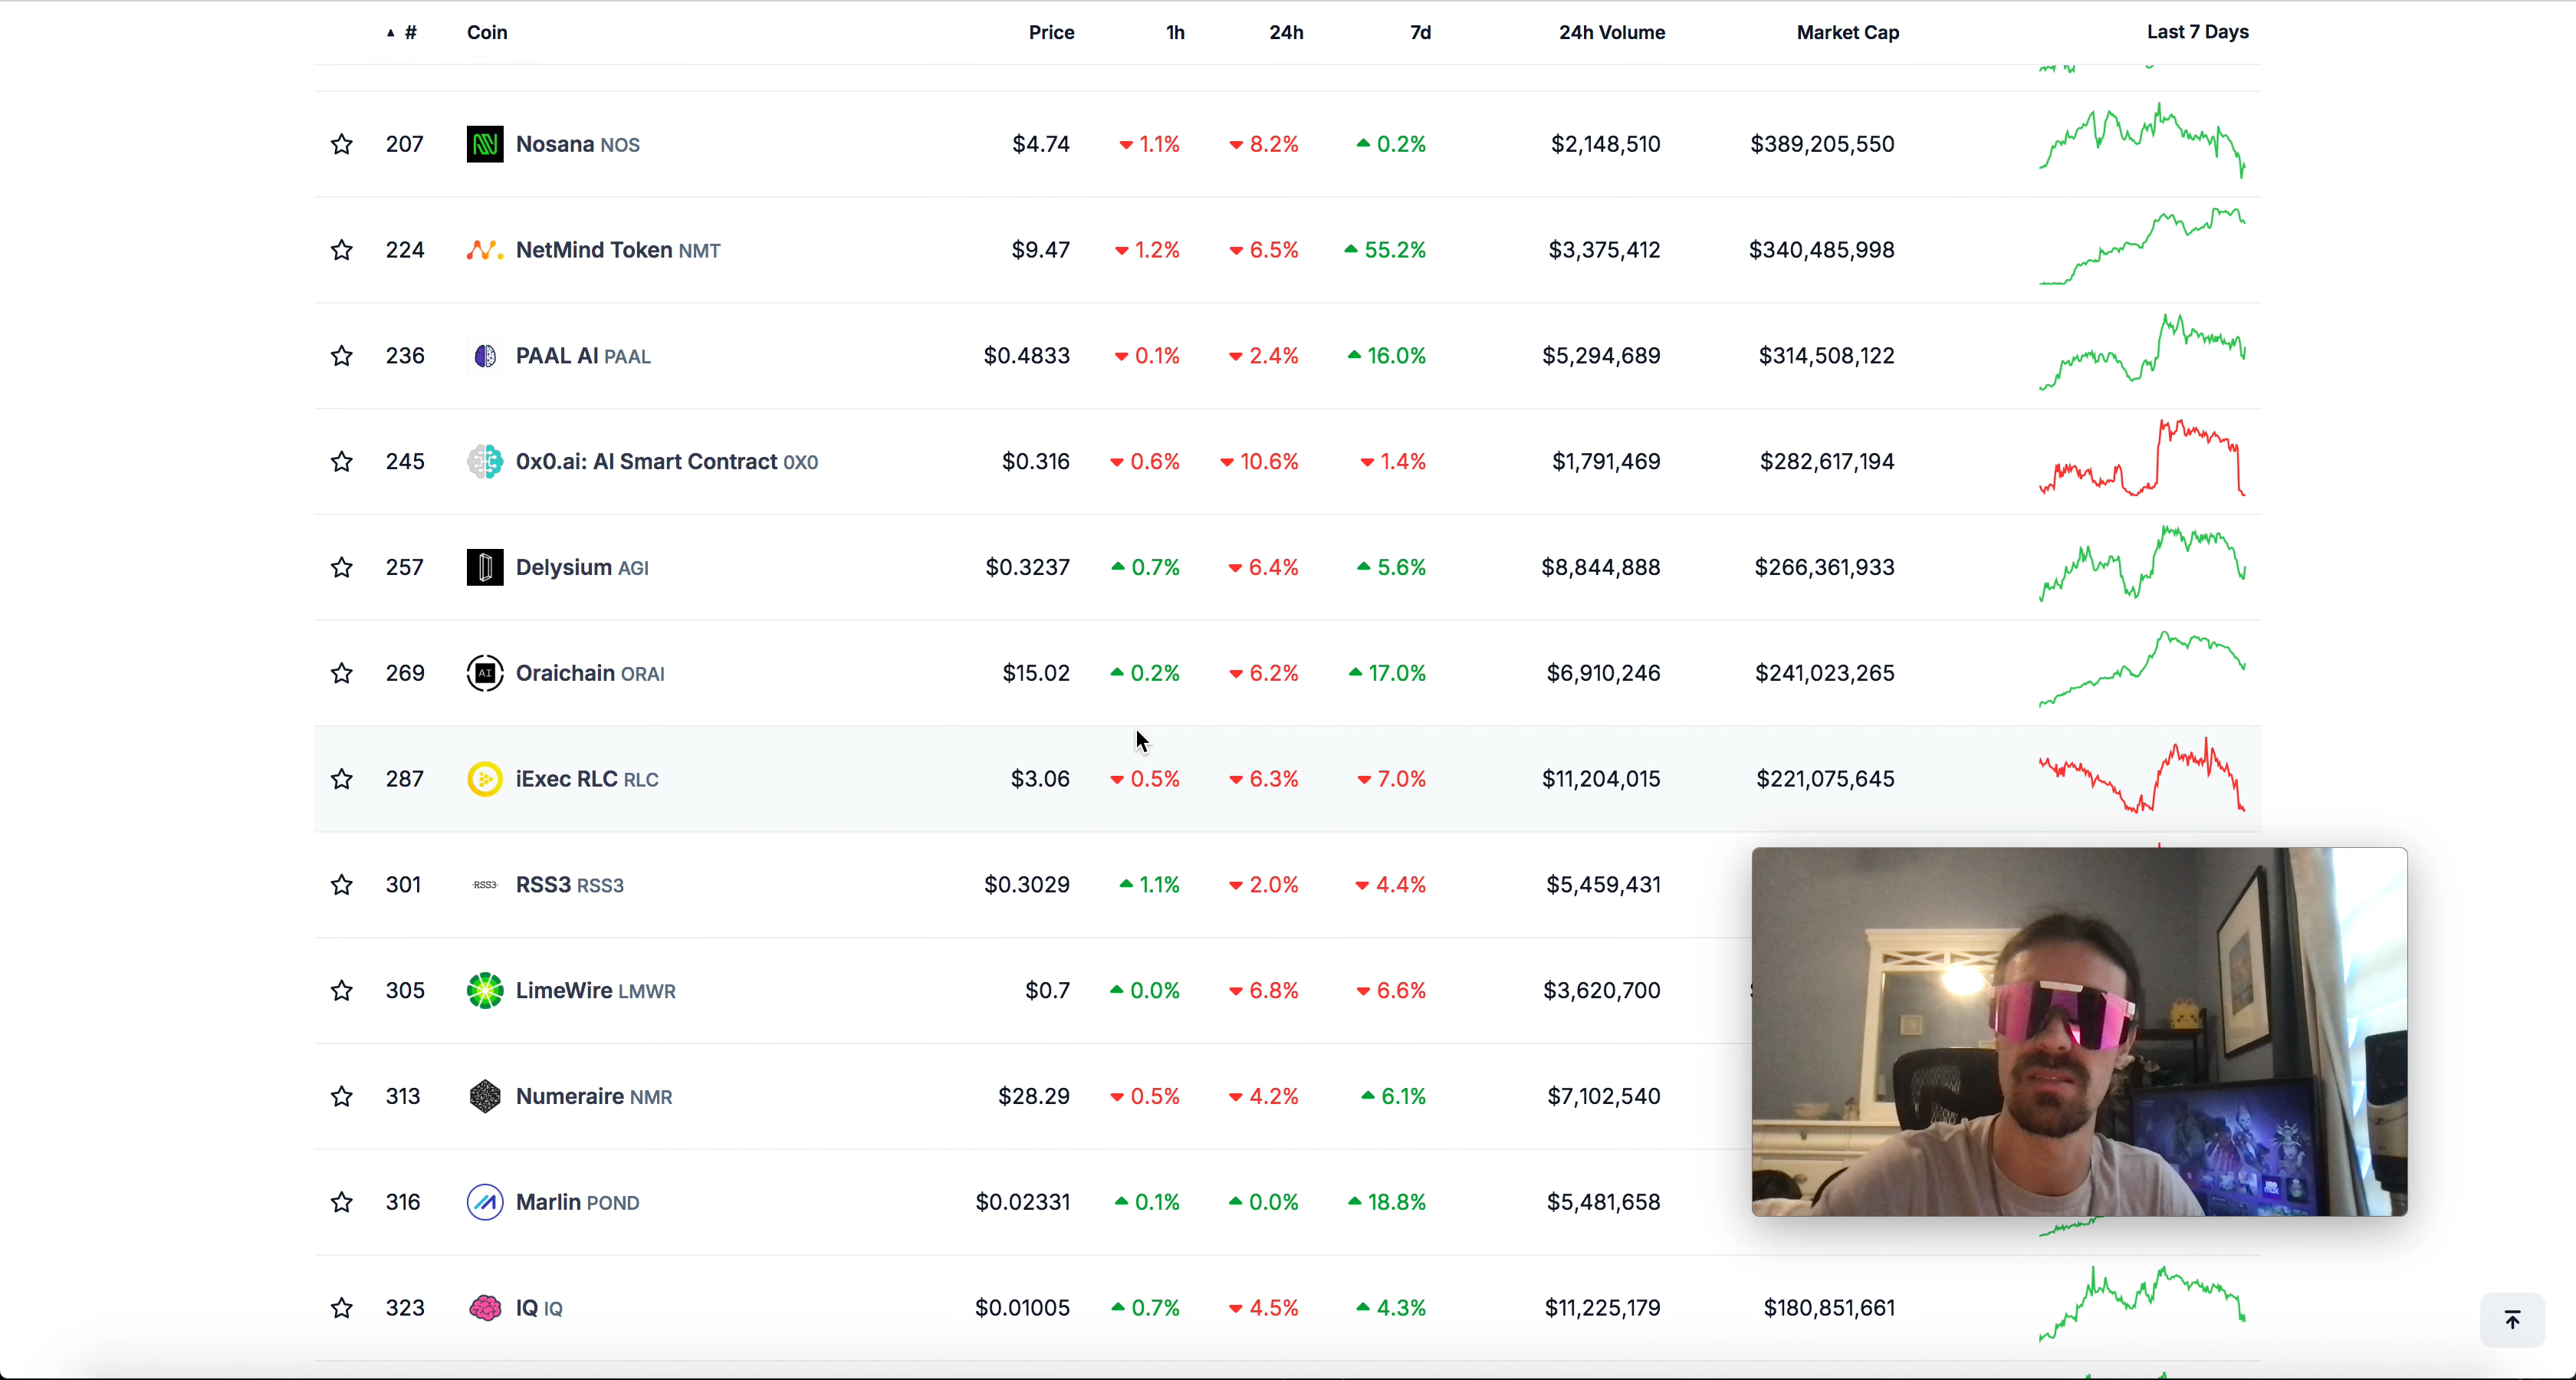 ▲ # Coin Price 1h 24h 7d 24h Volume Market Cap Last 7 Days
207 Nosana NOS $4.74 ▼ 1.1% ▼ 8.2% ▲ 0.2% $2,148,510 $389,205,550
224 NetMind Token NMT $9.47 ▼ 1.2% ▼ 6.5% ▲ 55.2% $3,375,412 $340,485,998
236 PAAL AI PAAL $0.4833 ▼ 0.1% ▼ 2.4% ▲ 16.0% $5,294,689 $314,508,122
245 0x0.ai: AI Smart Contract 0X0 $0.316 ▼ 0.6% ▼ 10.6% ▼ 1.4% $1,791,469 $282,617,194
257 Delysium AGI $0.3237 ▲ 0.7% ▼ 6.4% ▲ 5.6% $8,844,888 $266,361,933
269 AI Oraichain ORAI $15.02 ▲ 0.2% ▼ 6.2% ▲ 17.0% $6,910,246 $241,023,265
287 iExec RLC RLC $3.06 ▼ 0.5% ▼ 6.3% ▼ 7.0% $11,204,015 $221,075,645
301 RSS3 RSS3 RSS3 $0.3029 ▲ 1.1% ▼ 2.0% ▼ 4.4% $5,459,431
305 LimeWire LMWR $0.7 ▲ 0.0% ▼ 6.8% ▼ 6.6% $3,620,700
313 Numeraire NMR $28.29 ▼ 0.5% ▼ 4.2% ▲ 6.1% $7,102,540
316 Marlin POND $0.02331 ▲ 0.1% ▲ 0.0% ▲ 18.8% $5,481,658
323 IQ IQ $0.01005 ▲ 0.7% ▼ 4.5% ▲ 4.3% $11,225,179 $180,851,661